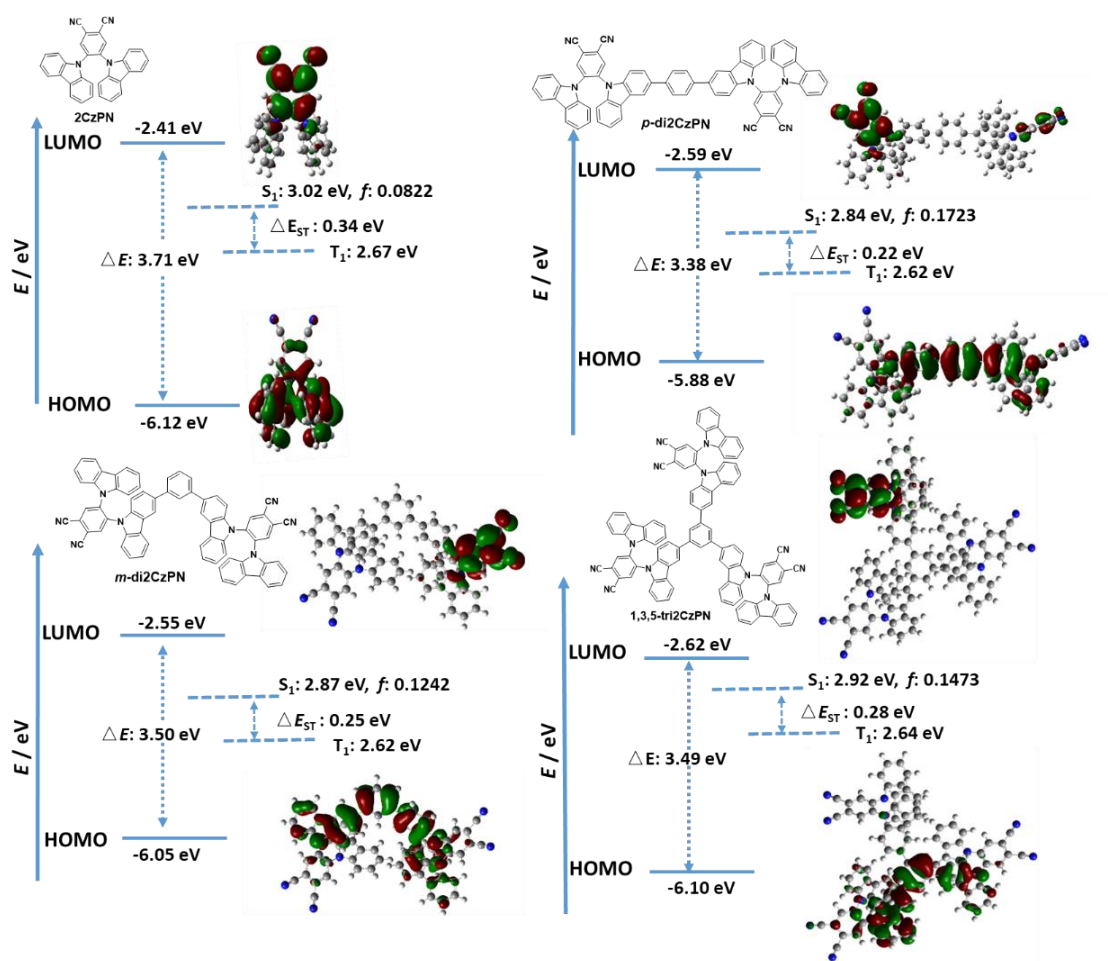 CN
CN
N
N
2CzPN
E / eV
LUMO
-2.41 eV
S1: 3.02 eV, f: 0.0822
△ EST : 0.34 eV
T1: 2.67 eV
△ E: 3.71 eV
HOMO
-6.12 eV
NC
CN
N
N
N
N
NC
CN
p-di2CzPN
E / eV
LUMO
-2.59 eV
S1: 2.84 eV, f: 0.1723
△ EST : 0.22 eV
T1: 2.62 eV
△ E: 3.38 eV
HOMO
-5.88 eV
NC
NC
N
N
N
N
CN
CN
m-di2CzPN
E / eV
LUMO
-2.55 eV
S1: 2.87 eV, f: 0.1242
△ EST : 0.25 eV
T1: 2.62 eV
△ E: 3.50 eV
HOMO
-6.05 eV
NC
NC
N
N
N
N
NC
NC
N
N
CN
CN
1,3,5-tri2CzPN
E / eV
LUMO
-2.62 eV
S1: 2.92 eV, f: 0.1473
△ EST : 0.28 eV
T1: 2.64 eV
△ E: 3.49 eV
HOMO
-6.10 eV